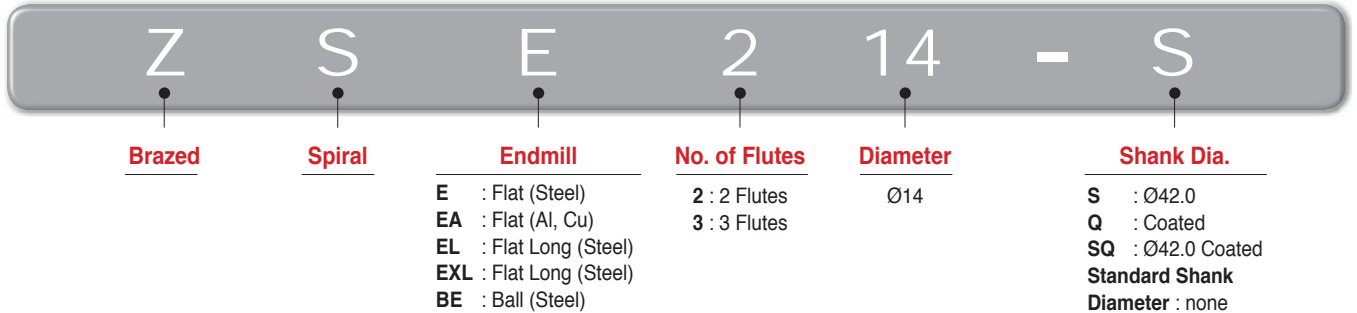 Z S E 2 14 - S
Brazed Spiral Endmill No. of Flutes Diameter Shank Dia.
E : Flat (Steel)
EA : Flat (Al, Cu)
EL : Flat Long (Steel)
EXL : Flat Long (Steel)
BE : Ball (Steel)
2 : 2 Flutes
3 : 3 Flutes
Ø14
S : Ø42.0
Q : Coated
SQ : Ø42.0 Coated
Standard Shank
Diameter : none